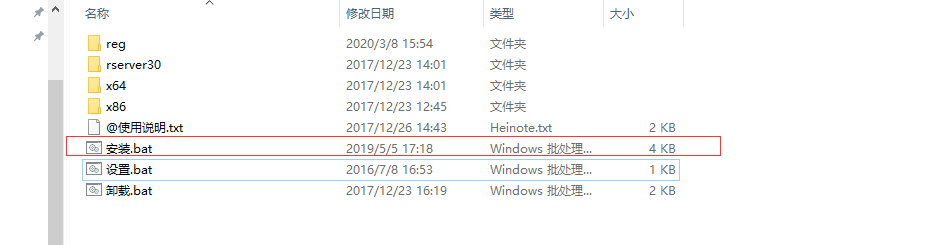 名称 修改日期 类型 大小
reg 2020/3/8 15:54 文件夹
rserver30 2017/12/23 14:01 文件夹
x64 2017/12/23 14:01 文件夹
x86 2017/12/23 12:45 文件夹
@使用说明.txt 2017/12/26 14:43 Heinote.txt 2 KB
安装.bat 2019/5/5 17:18 Windows 批处理... 4 KB
设置.bat 2016/7/8 16:53 Windows 批处理... 1 KB
卸载.bat 2017/12/23 16:19 Windows 批处理... 2 KB